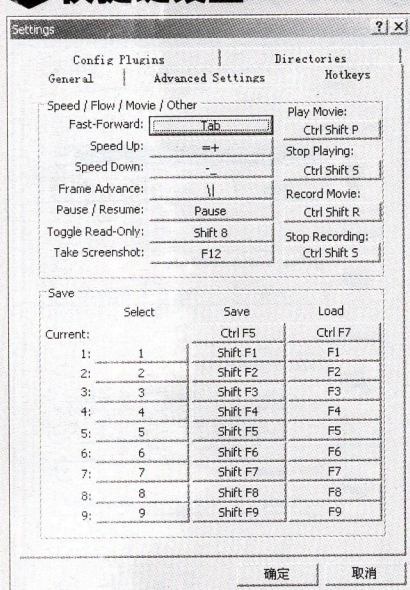 Settings
? X
Config Plugins Directories
General Advanced Settings Hotkeys
Speed / Flow / Movie / Other
Fast-Forward: Tab
Speed Up: =+
Speed Down: -_
Frame Advance: \|
Pause / Resume: Pause
Toggle Read-Only: Shift 8
Take Screenshot: F12
Play Movie:
Ctrl Shift P
Stop Playing:
Ctrl Shift S
Record Movie:
Ctrl Shift R
Stop Recording:
Ctrl Shift S
Save
Select Save Load
Current: Ctrl F5 Ctrl F7
1: 1 Shift F1 F1
2: 2 Shift F2 F2
3: 3 Shift F3 F3
4: 4 Shift F4 F4
5: 5 Shift F5 F5
6: 6 Shift F6 F6
7: 7 Shift F7 F7
8: 8 Shift F8 F8
9: 9 Shift F9 F9
确定 取消